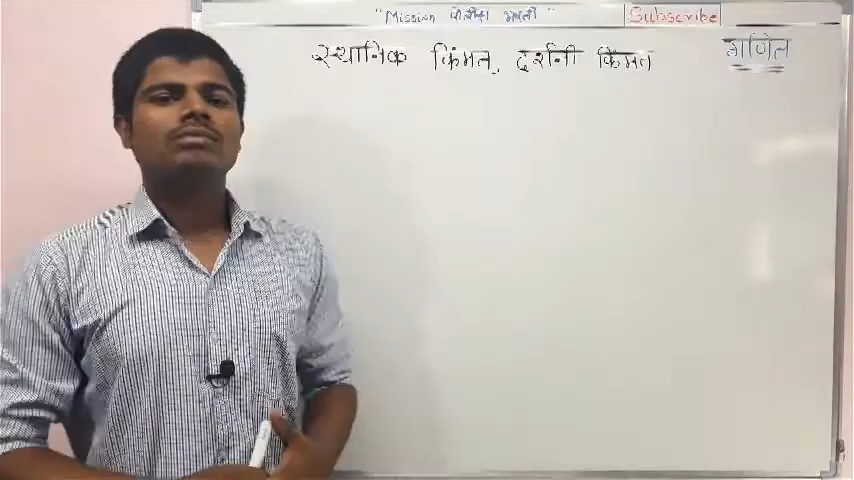 "Mission पोलीस भरती"
Subscribe
स्थानिक किंमत, दर्शनी किंमत
गणित